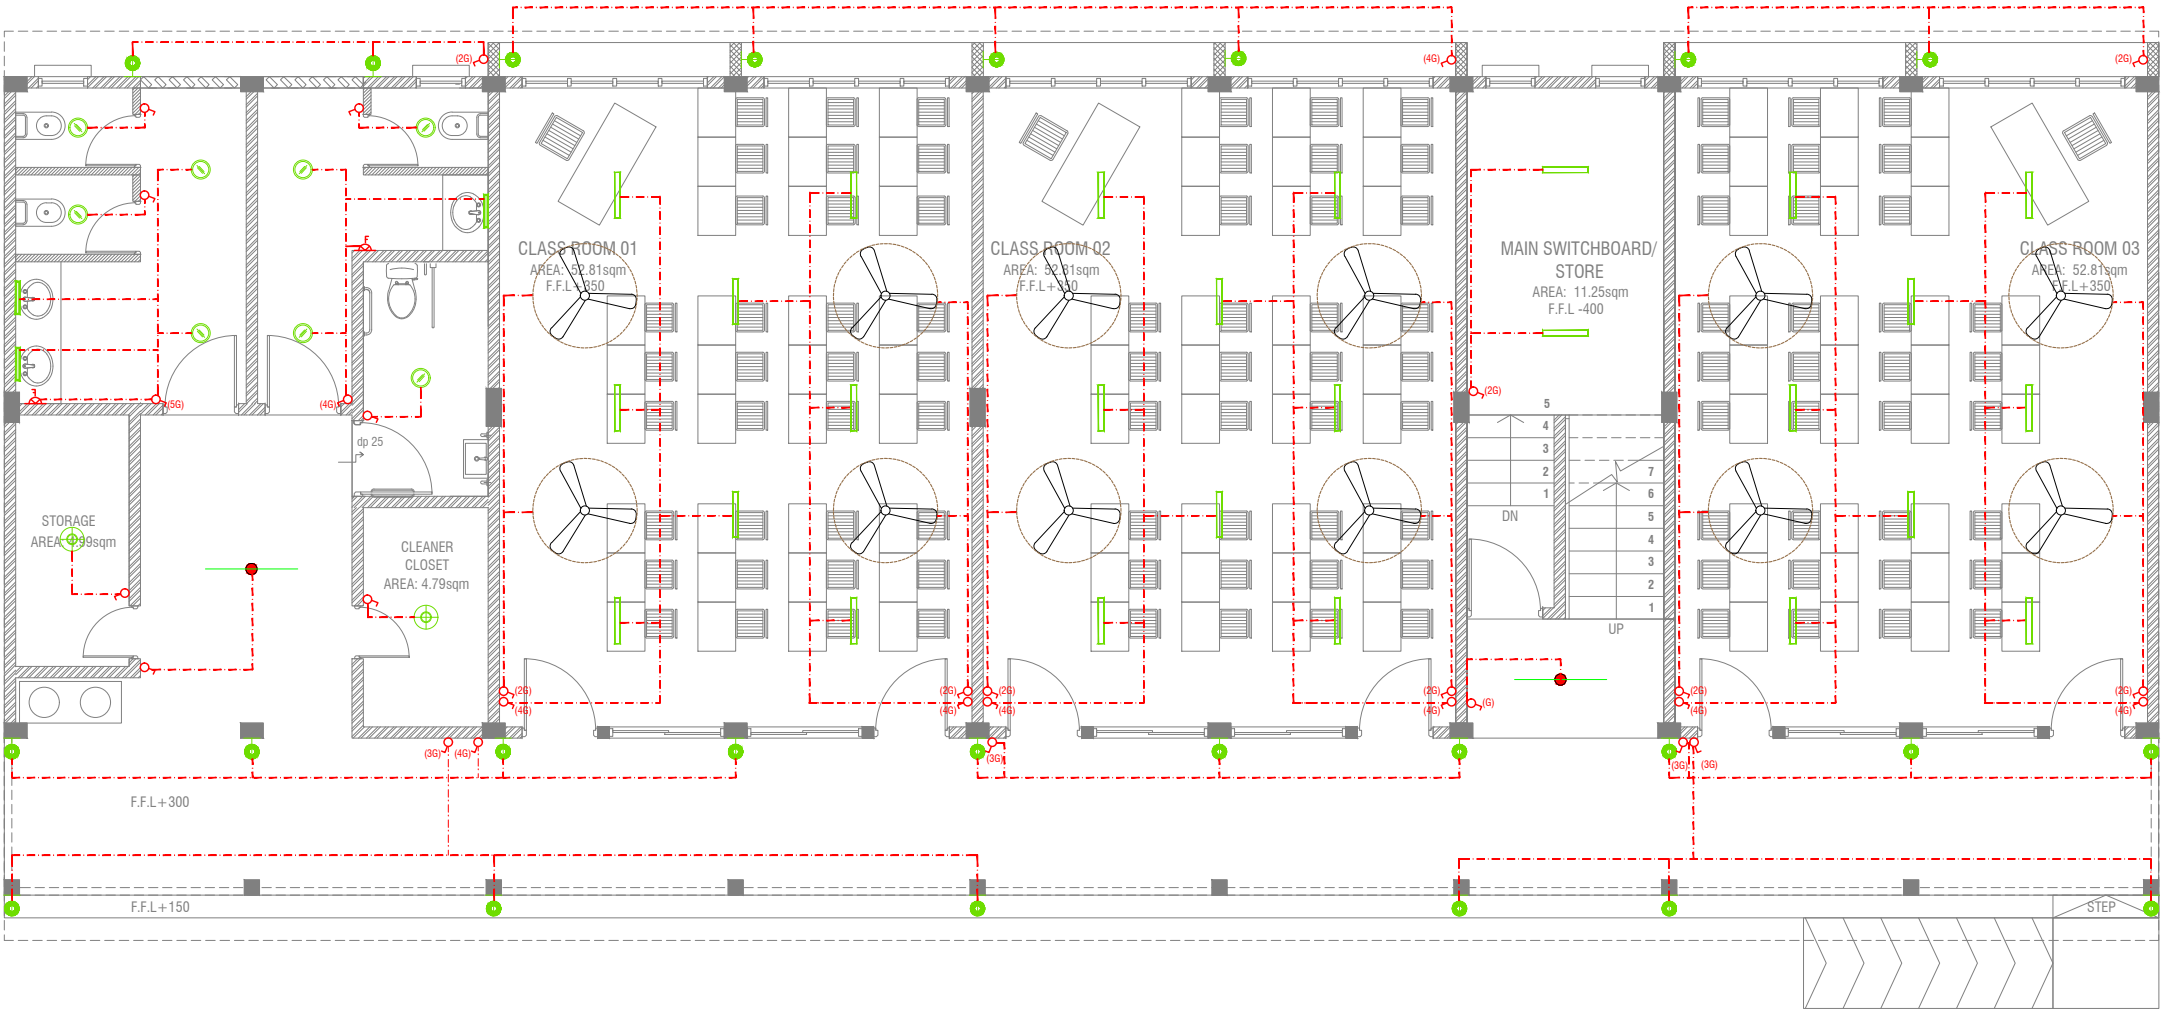 (2G)
(4G)
(2G)
CLASS ROOM 01
AREA: 52.81sqm
F.F.L+350
CLASS ROOM 02
AREA: 52.81sqm
F.F.L+350
MAIN SWITCHBOARD/
STORE
AREA: 11.25sqm
F.F.L -400
CLASS ROOM 03
AREA: 52.81sqm
F.F.L+350
F
(5G)
(4G)
(2G)
dp 25
5
4
3
2
1
DN
7
6
5
4
3
2
1
UP
STORAGE
AREA: 4.99sqm
CLEANER
CLOSET
AREA: 4.79sqm
(2G)
(4G)
(2G)
(4G)
(2G)
(4G)
(2G)
(4G)
(G)
(2G)
(4G)
(2G)
(4G)
(3G)
(4G)
(3G)
(3G)
(3G)
F.F.L+300
F.F.L+150
STEP